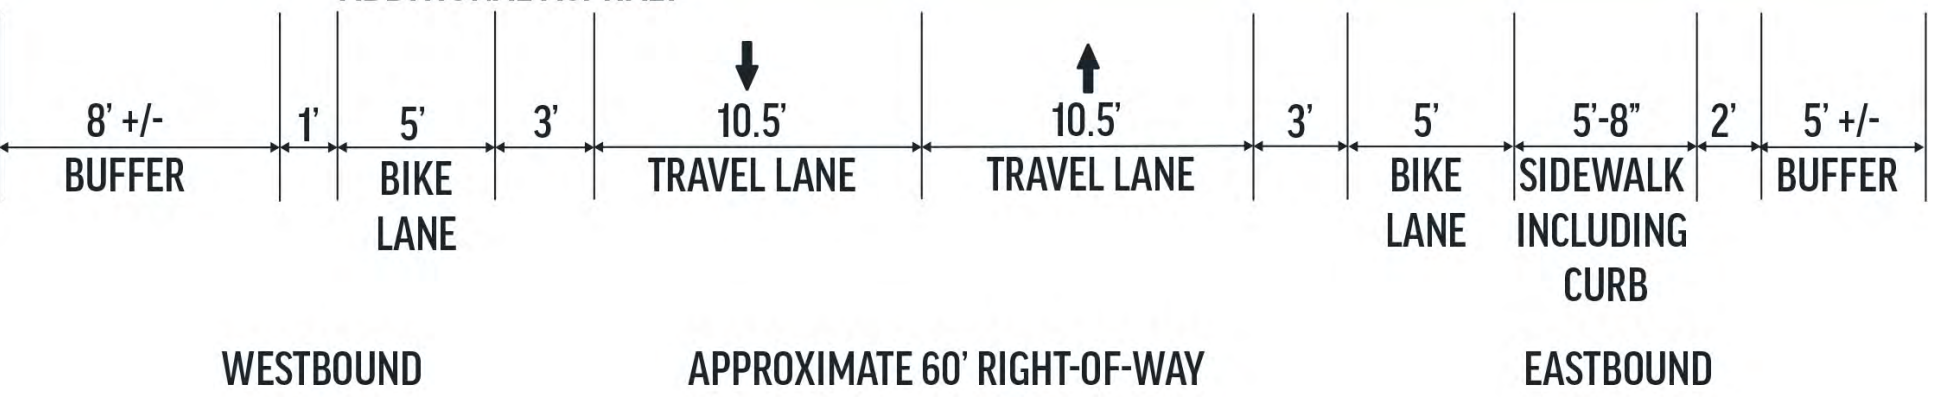 8' +/- 1' 5' 3' 10.5' 10.5' 3' 5' 5'-8" 2' 5' +/-
BUFFER BIKE TRAVEL LANE TRAVEL LANE BIKE SIDEWALK BUFFER
LANE LANE INCLUDING
CURB
WESTBOUND APPROXIMATE 60' RIGHT-OF-WAY EASTBOUND